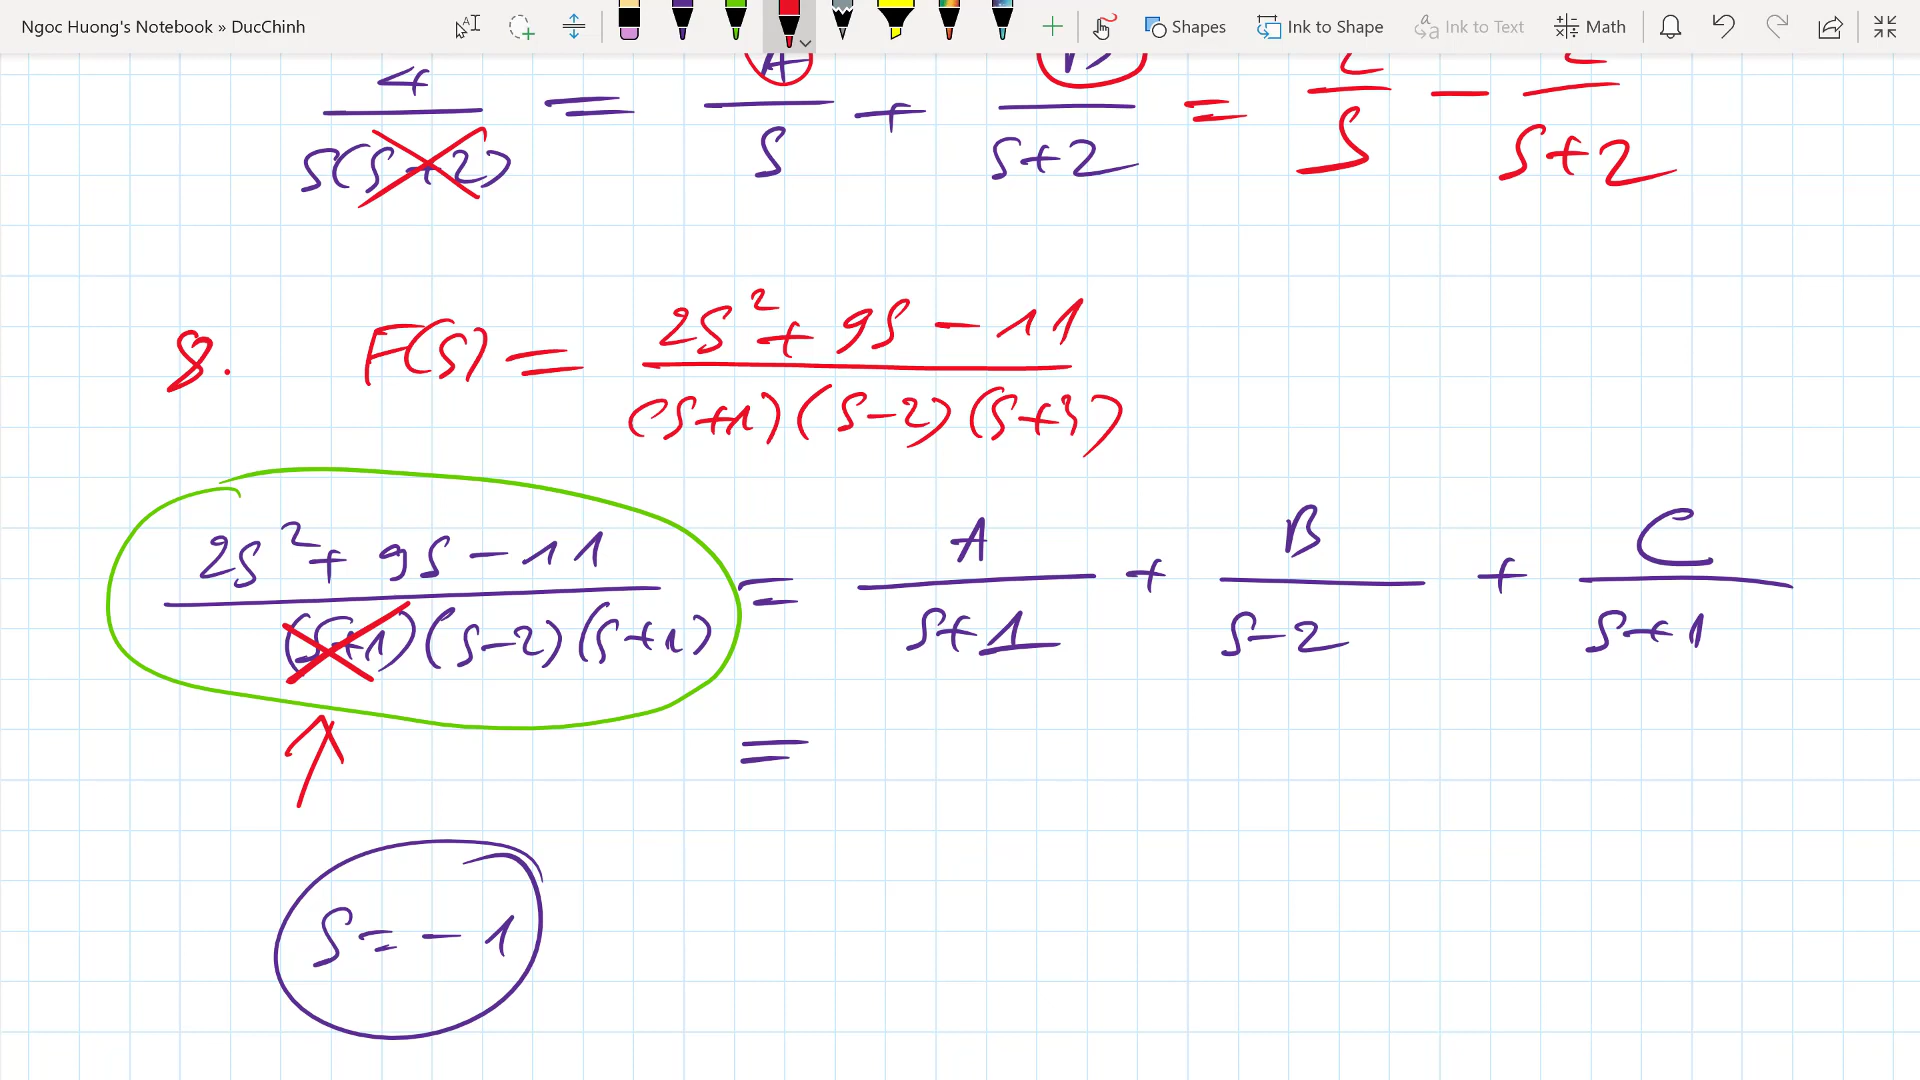 Ngoc Huong's Notebook » DucChinh Shapes Ink to Shape Ink to Text Math
4 / S(S+2) = A / S + B / S+2 = 2 / S − 2 / S+2
8. F(S) = 2S² + 9S − 11 / (S+1)(S−2)(S+3)
2S² + 9S − 11 / (S+1)(S−2)(S+1) = A / S+1 + B / S−2 + C / S+1
=
S = −1